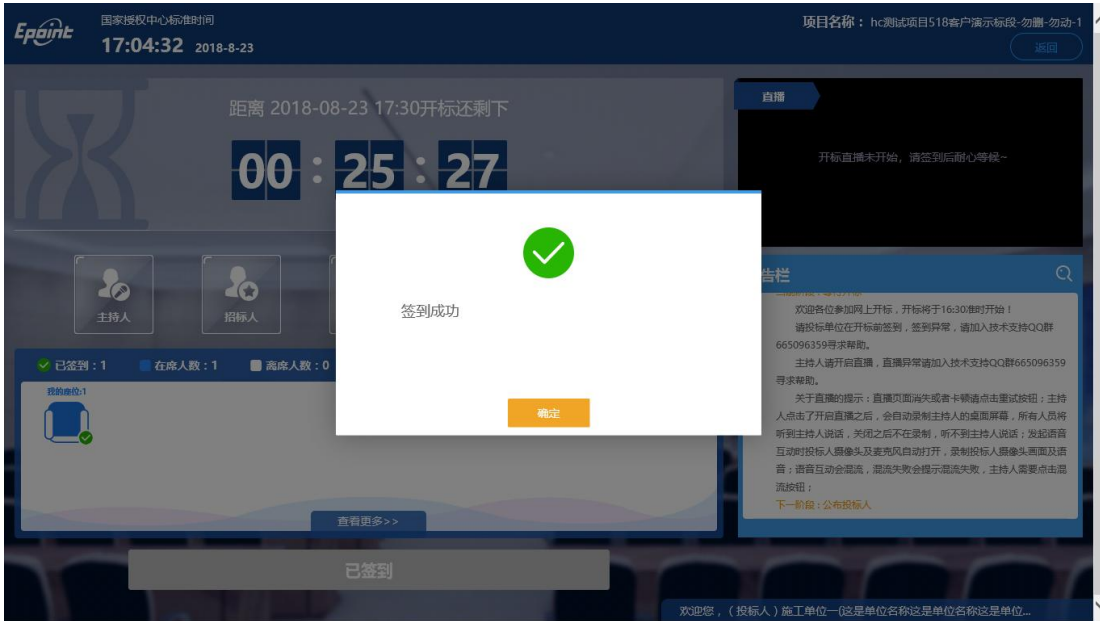 Epoint
国家授权中心标准时间
17:04:32 2018-8-23
项目名称：hc测试项目518客户演示标段-勿删-勿动-1
返回
距离 2018-08-23 17:30开标还剩下
00 : 25 : 27
直播
开标直播未开始，请签到后耐心等候~
签到成功
确定
主持人
招标人
已签到：1 在席人数：1 离席人数：0
我的座位:1
查看更多>>
已签到
告栏
欢迎各位参加网上开标，开标将于16:30准时开始！
请投标单位在开标前签到，签到异常，请加入技术支持QQ群
665096359寻求帮助。
主持人请开启直播，直播异常请加入技术支持QQ群665096359
寻求帮助。
关于直播的提示：直播页面消失或者卡顿请点击重试按钮；主持
人点击了开启直播之后，会自动录制主持人的桌面屏幕，所有人员将
听到主持人说话，关闭之后不在录制，听不到主持人说话；发起语音
互动时投标人摄像头及麦克风自动打开，录制投标人摄像头画面及语
音；语音互动会混流，混流失败会提示混流失败，主持人需要点击混
流按钮；
下一阶段：公布投标人
欢迎您，（投标人）施工单位一(这是单位名称这是单位名称这是单位...